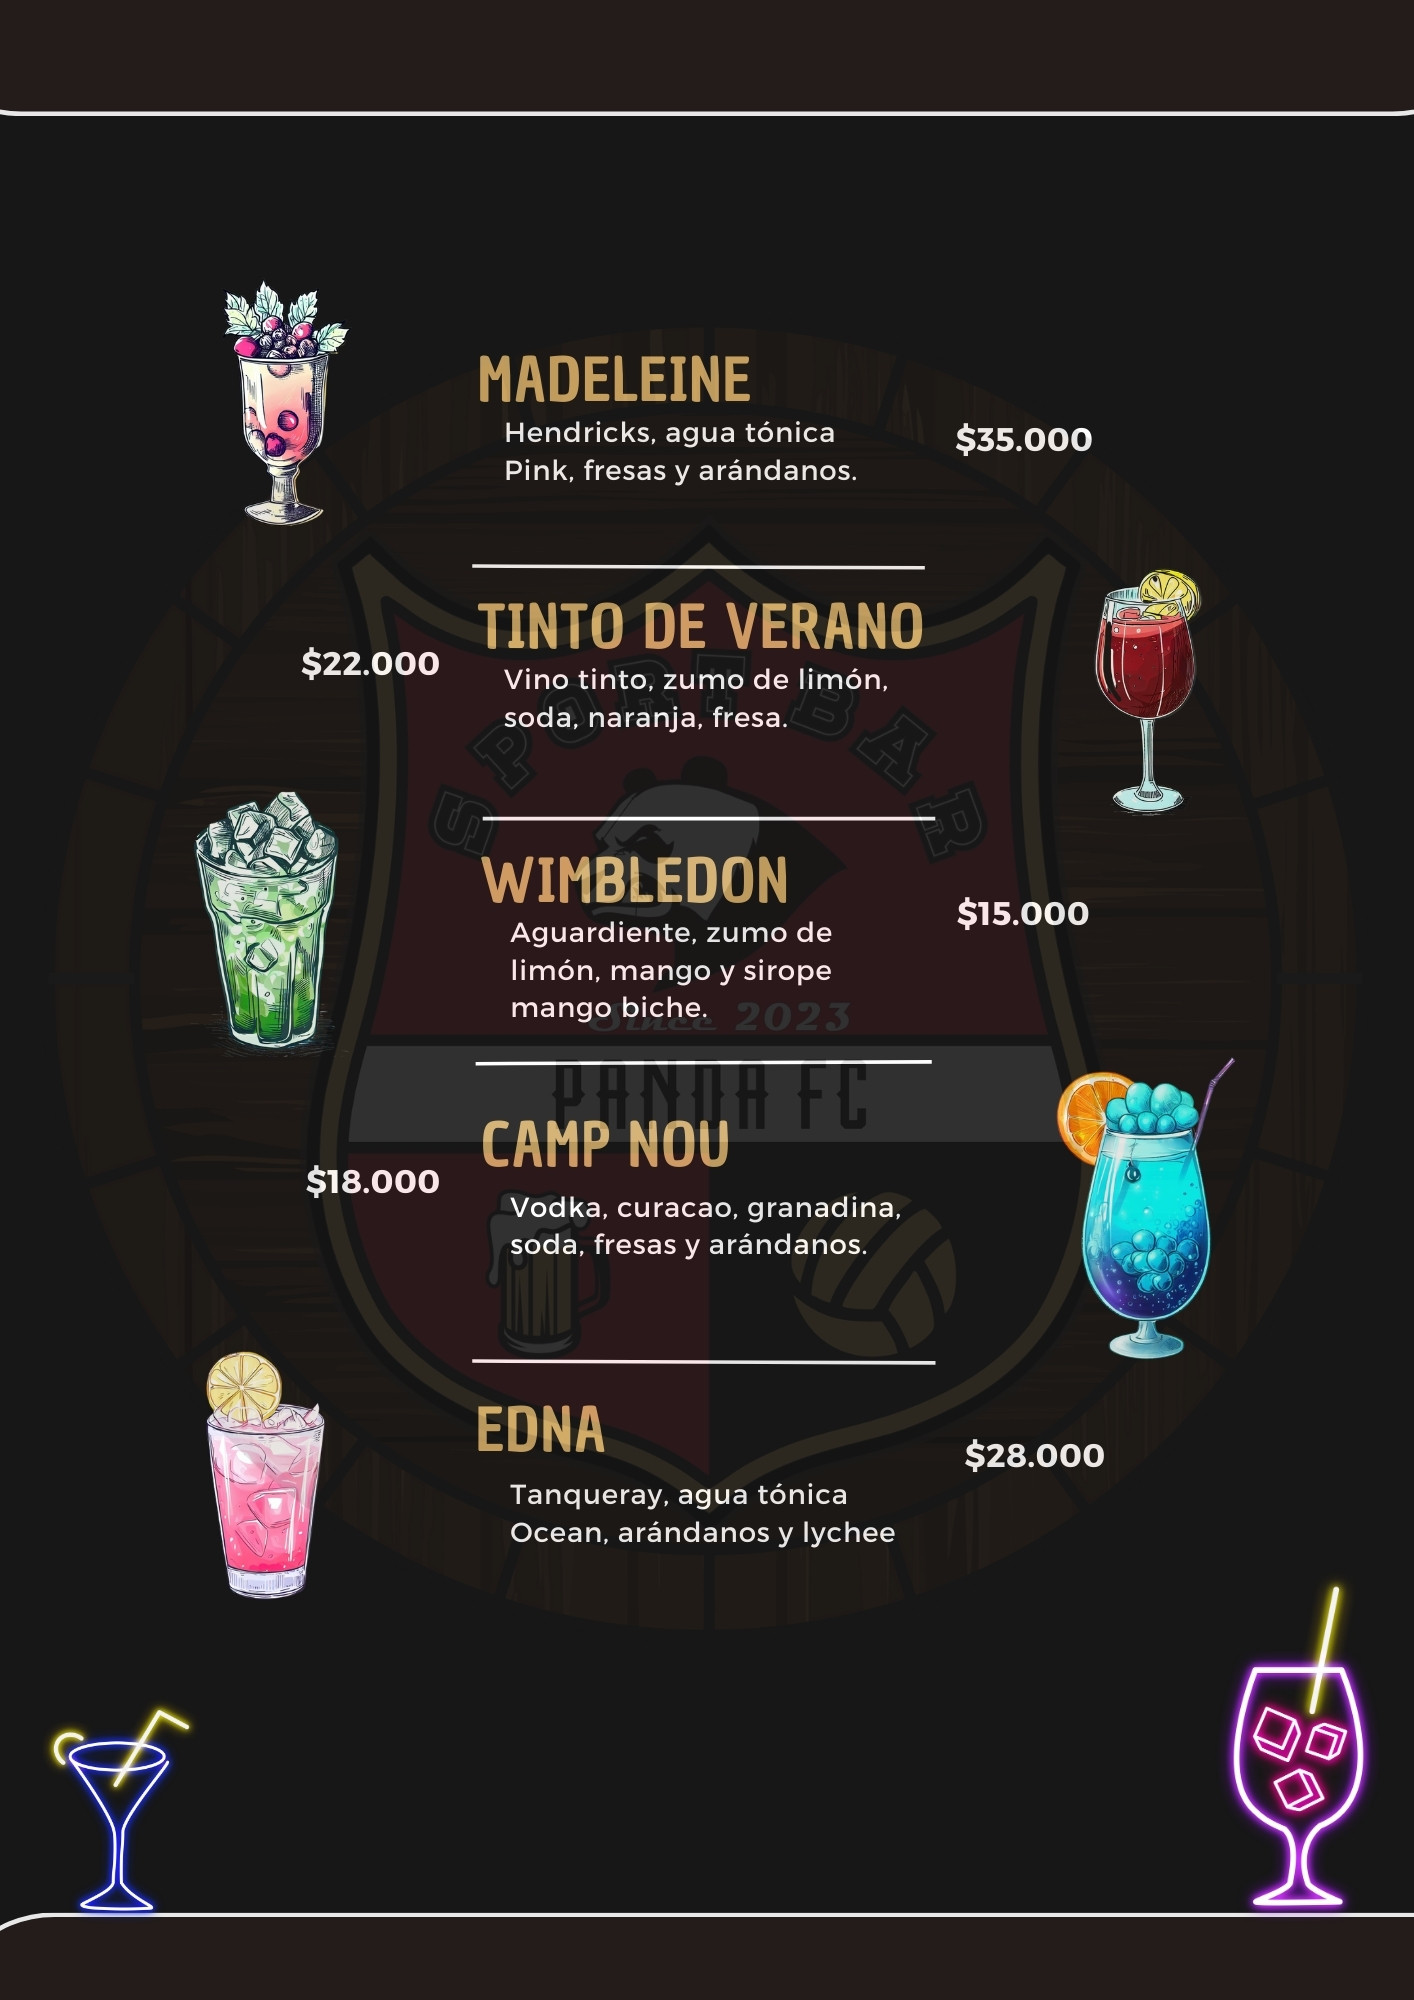 MADELEINE
Hendricks, agua tónica
Pink, fresas y arándanos.
$35.000
TINTO DE VERANO
$22.000
Vino tinto, zumo de limón,
soda, naranja, fresa.
SPORT BAR
WIMBLEDON
Aguardiente, zumo de
limón, mango y sirope
mango biche.
$15.000
Since 2023
PANDA FC
CAMP NOU
$18.000
Vodka, curacao, granadina,
soda, fresas y arándanos.
EDNA
$28.000
Tanqueray, agua tónica
Ocean, arándanos y lychee